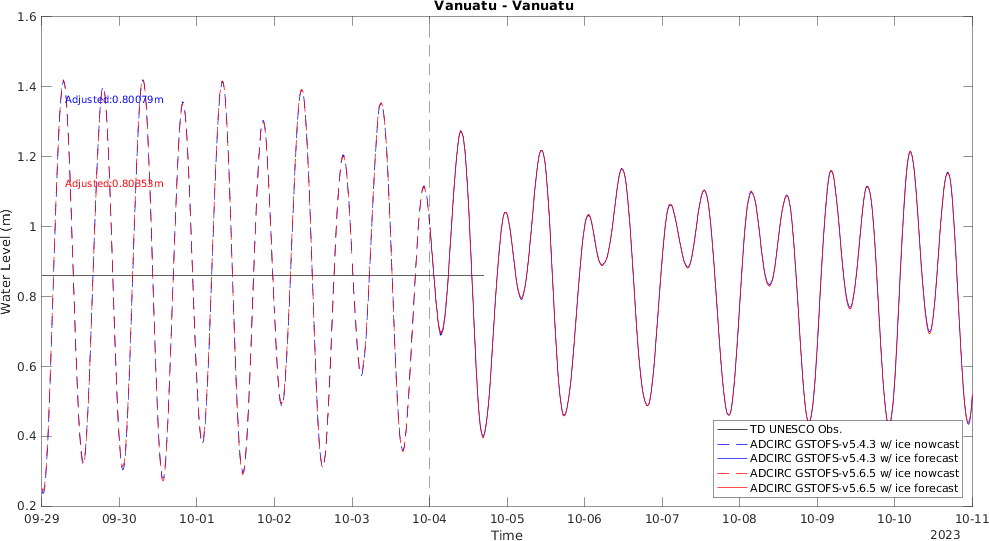 Vanuatu - Vanuatu
1.6
1.4
1.2
1
0.8
0.6
0.4
0.2
Water Level (m)
Adjusted:0.80079m
Adjusted:0.80353m
TD UNESCO Obs.
ADCIRC GSTOFS-v5.4.3 w/ ice nowcast
ADCIRC GSTOFS-v5.4.3 w/ ice forecast
ADCIRC GSTOFS-v5.6.5 w/ ice nowcast
ADCIRC GSTOFS-v5.6.5 w/ ice forecast
09-29 09-30 10-01 10-02 10-03 10-04 10-05 10-06 10-07 10-08 10-09 10-10 10-11
Time
2023